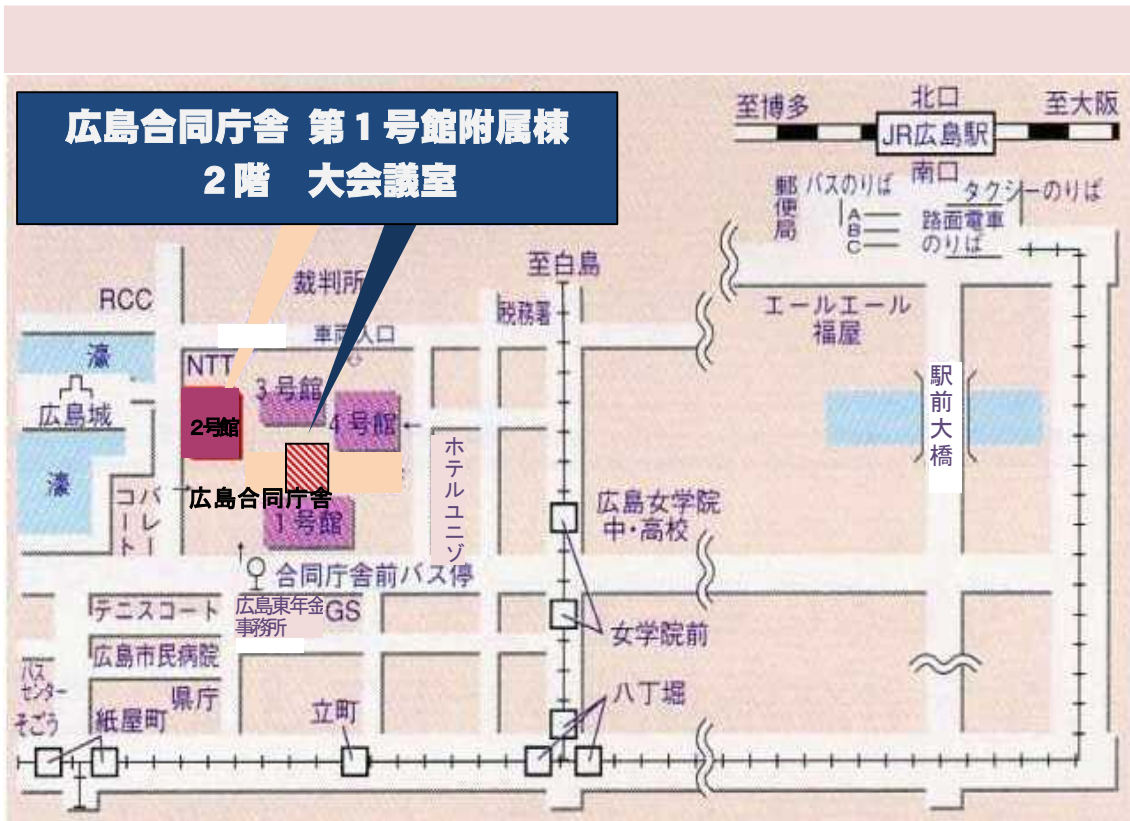 広島合同庁舎 第１号館附属棟
２階　大会議室
至博多
北口
至大阪
JR広島駅
南口
郵便局
バスのりば
A
B
C
タクシーのりば
路面電車
のりば
至白島
裁判所
RCC
税務署
車両入口
エールエール
福屋
濠
NTT
3号館
広島城
2号館
4号館
駅前大橋
濠
ホテルユニゾ
広島合同庁舎
バレー
コート
1号館
広島女学院
中・高校
合同庁舎前バス停
テニスコート
広島東年金
事務所
GS
女学院前
広島市民病院
バス
センター
県庁
八丁堀
そごう
紙屋町
立町